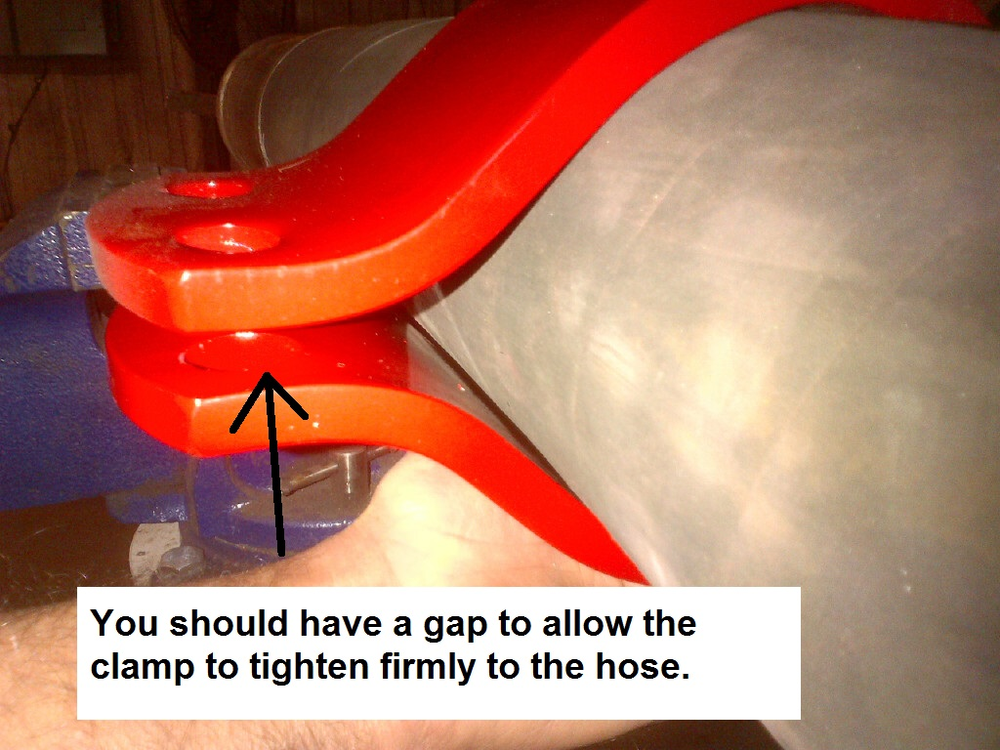 You should have a gap to allow the
clamp to tighten firmly to the hose.